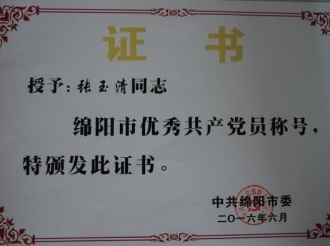 证书
授予：张玉清同志
绵阳市优秀共产党员称号，
特颁发此证书。
中共绵阳市委
二〇一六年六月